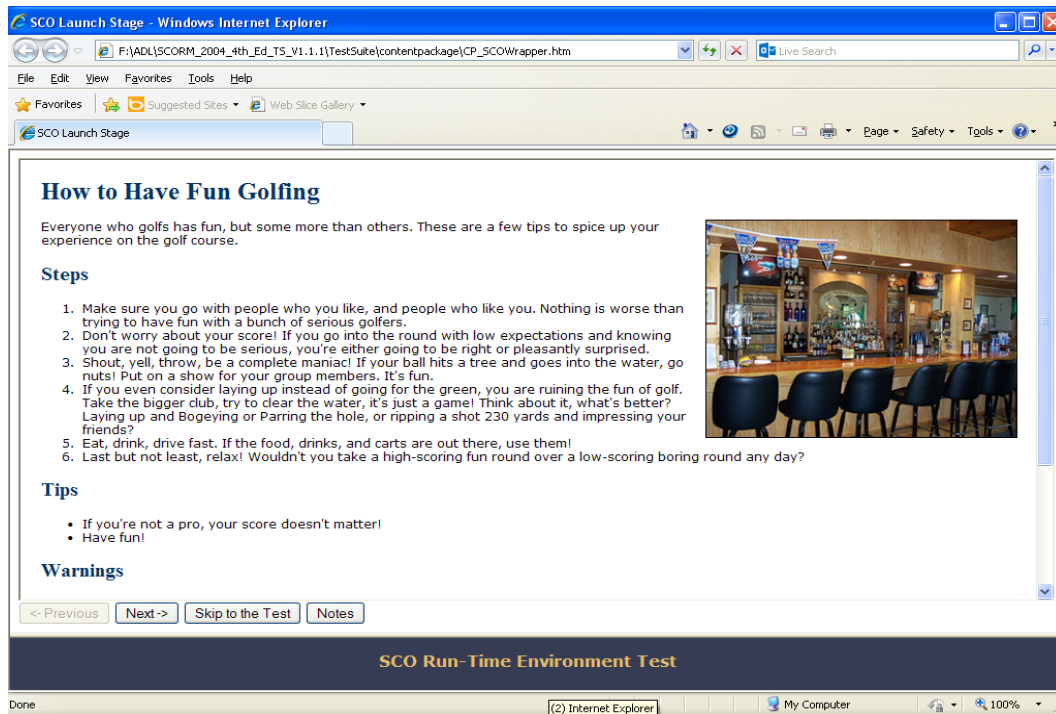 SCO Launch Stage - Windows Internet Explorer
F:\ADL\SCORM_2004_4th_Ed_TS_V1.1.1\TestSuite\contentpackage\CP_SCOWrapper.htm
Live Search
File Edit View Favorites Tools Help
Favorites Suggested Sites Web Slice Gallery
SCO Launch Stage Page Safety Tools
How to Have Fun Golfing
Everyone who golfs has fun, but some more than others. These are a few tips to spice up your
experience on the golf course.
Steps
1. Make sure you go with people who you like, and people who like you. Nothing is worse than
trying to have fun with a bunch of serious golfers.
2. Don't worry about your score! If you go into the round with low expectations and knowing
you are not going to be serious, you're either going to be right or pleasantly surprised.
3. Shout, yell, throw, be a complete maniac! If your ball hits a tree and goes into the water, go
nuts! Put on a show for your group members. It's fun.
4. If you even consider laying up instead of going for the green, you are ruining the fun of golf.
Take the bigger club, try to clear the water, it's just a game! Think about it, what's better?
Laying up and Bogeying or Parring the hole, or ripping a shot 230 yards and impressing your
friends?
5. Eat, drink, drive fast. If the food, drinks, and carts are out there, use them!
6. Last but not least, relax! Wouldn't you take a high-scoring fun round over a low-scoring boring round any day?
Tips
• If you're not a pro, your score doesn't matter!
• Have fun!
Warnings
<- Previous Next -> Skip to the Test Notes
SCO Run-Time Environment Test
Done (2) Internet Explorer My Computer 100%